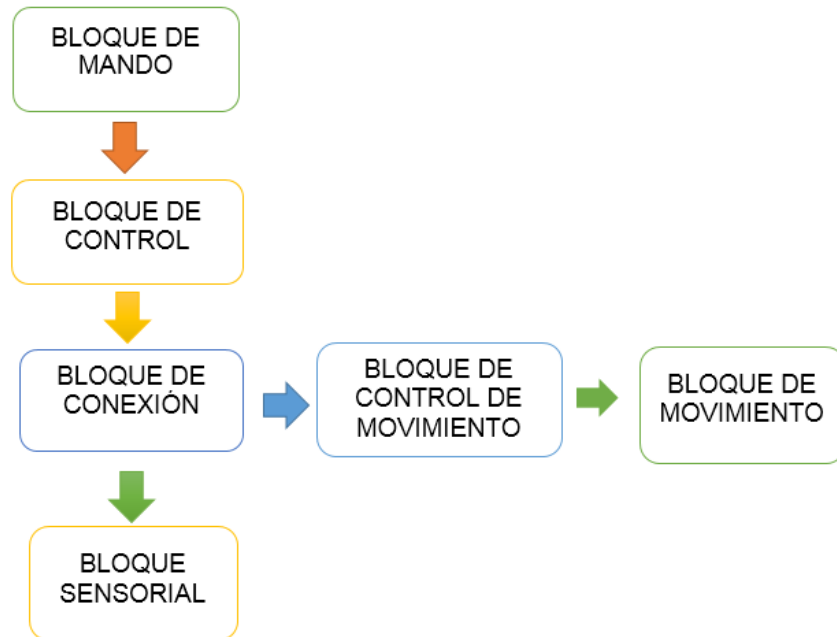 BLOQUE DE
MANDO
BLOQUE DE
CONTROL
BLOQUE DE
CONEXIÓN
BLOQUE DE
CONTROL DE
MOVIMIENTO
BLOQUE DE
MOVIMIENTO
BLOQUE
SENSORIAL